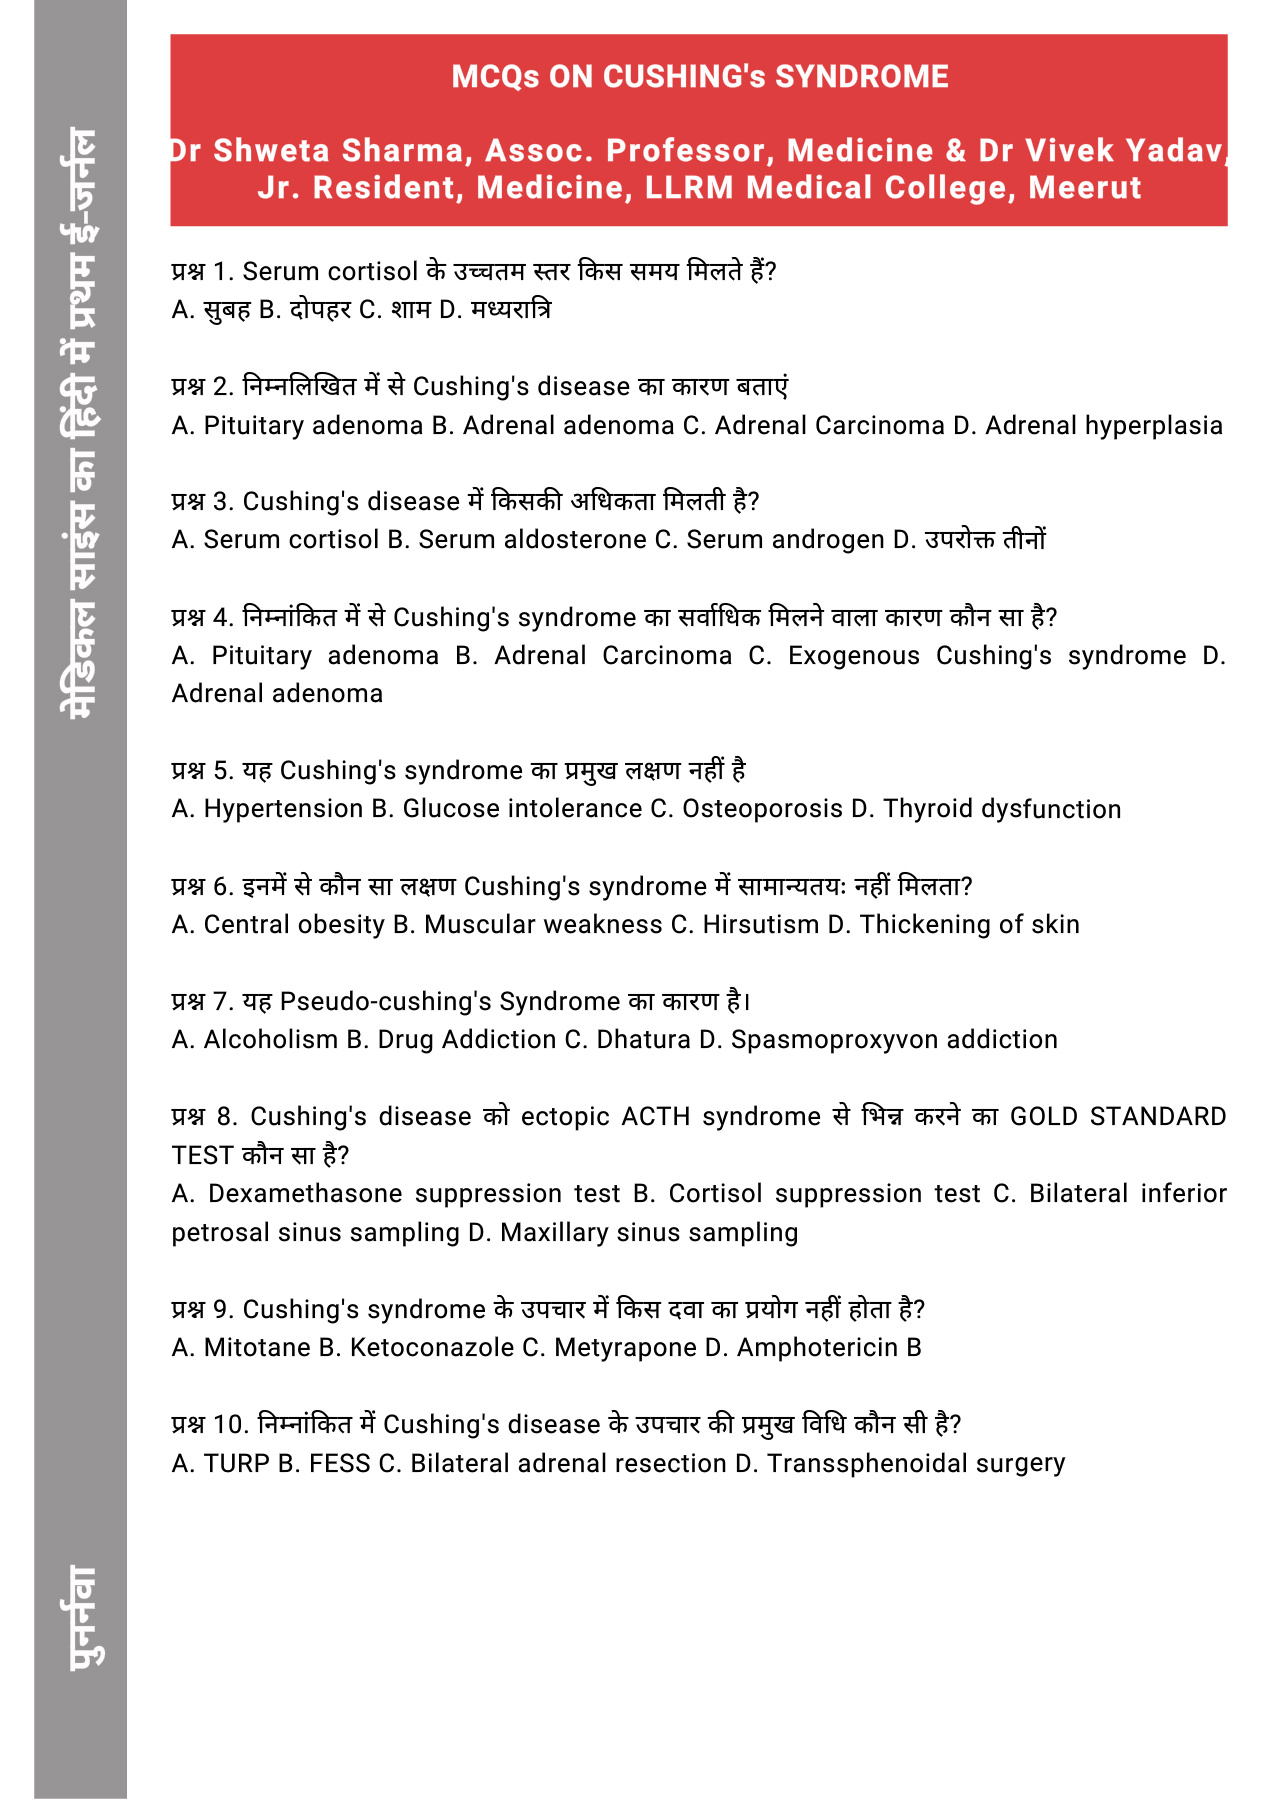 मेडिकल साइंस का हिंदी में प्रथम ई-जर्नल
पुनर्नवा
MCQs ON CUSHING's SYNDROME
Dr Shweta Sharma, Assoc. Professor, Medicine & Dr Vivek Yadav,
Jr. Resident, Medicine, LLRM Medical College, Meerut
प्रश्न 1. Serum cortisol के उच्चतम स्तर किस समय मिलते हैं?
A. सुबह B. दोपहर C. शाम D. मध्यरात्रि
प्रश्न 2. निम्नलिखित में से Cushing's disease का कारण बताएं
A. Pituitary adenoma B. Adrenal adenoma C. Adrenal Carcinoma D. Adrenal hyperplasia
प्रश्न 3. Cushing's disease में किसकी अधिकता मिलती है?
A. Serum cortisol B. Serum aldosterone C. Serum androgen D. उपरोक्त तीनों
प्रश्न 4. निम्नांकित में से Cushing's syndrome का सर्वाधिक मिलने वाला कारण कौन सा है?
A. Pituitary adenoma B. Adrenal Carcinoma C. Exogenous Cushing's syndrome D.
Adrenal adenoma
प्रश्न 5. यह Cushing's syndrome का प्रमुख लक्षण नहीं है
A. Hypertension B. Glucose intolerance C. Osteoporosis D. Thyroid dysfunction
प्रश्न 6. इनमें से कौन सा लक्षण Cushing's syndrome में सामान्यतयः नहीं मिलता?
A. Central obesity B. Muscular weakness C. Hirsutism D. Thickening of skin
प्रश्न 7. यह Pseudo-cushing's Syndrome का कारण है।
A. Alcoholism B. Drug Addiction C. Dhatura D. Spasmoproxyvon addiction
प्रश्न 8. Cushing's disease को ectopic ACTH syndrome से भिन्न करने का GOLD STANDARD
TEST कौन सा है?
A. Dexamethasone suppression test B. Cortisol suppression test C. Bilateral inferior
petrosal sinus sampling D. Maxillary sinus sampling
प्रश्न 9. Cushing's syndrome के उपचार में किस दवा का प्रयोग नहीं होता है?
A. Mitotane B. Ketoconazole C. Metyrapone D. Amphotericin B
प्रश्न 10. निम्नांकित में Cushing's disease के उपचार की प्रमुख विधि कौन सी है?
A. TURP B. FESS C. Bilateral adrenal resection D. Transsphenoidal surgery